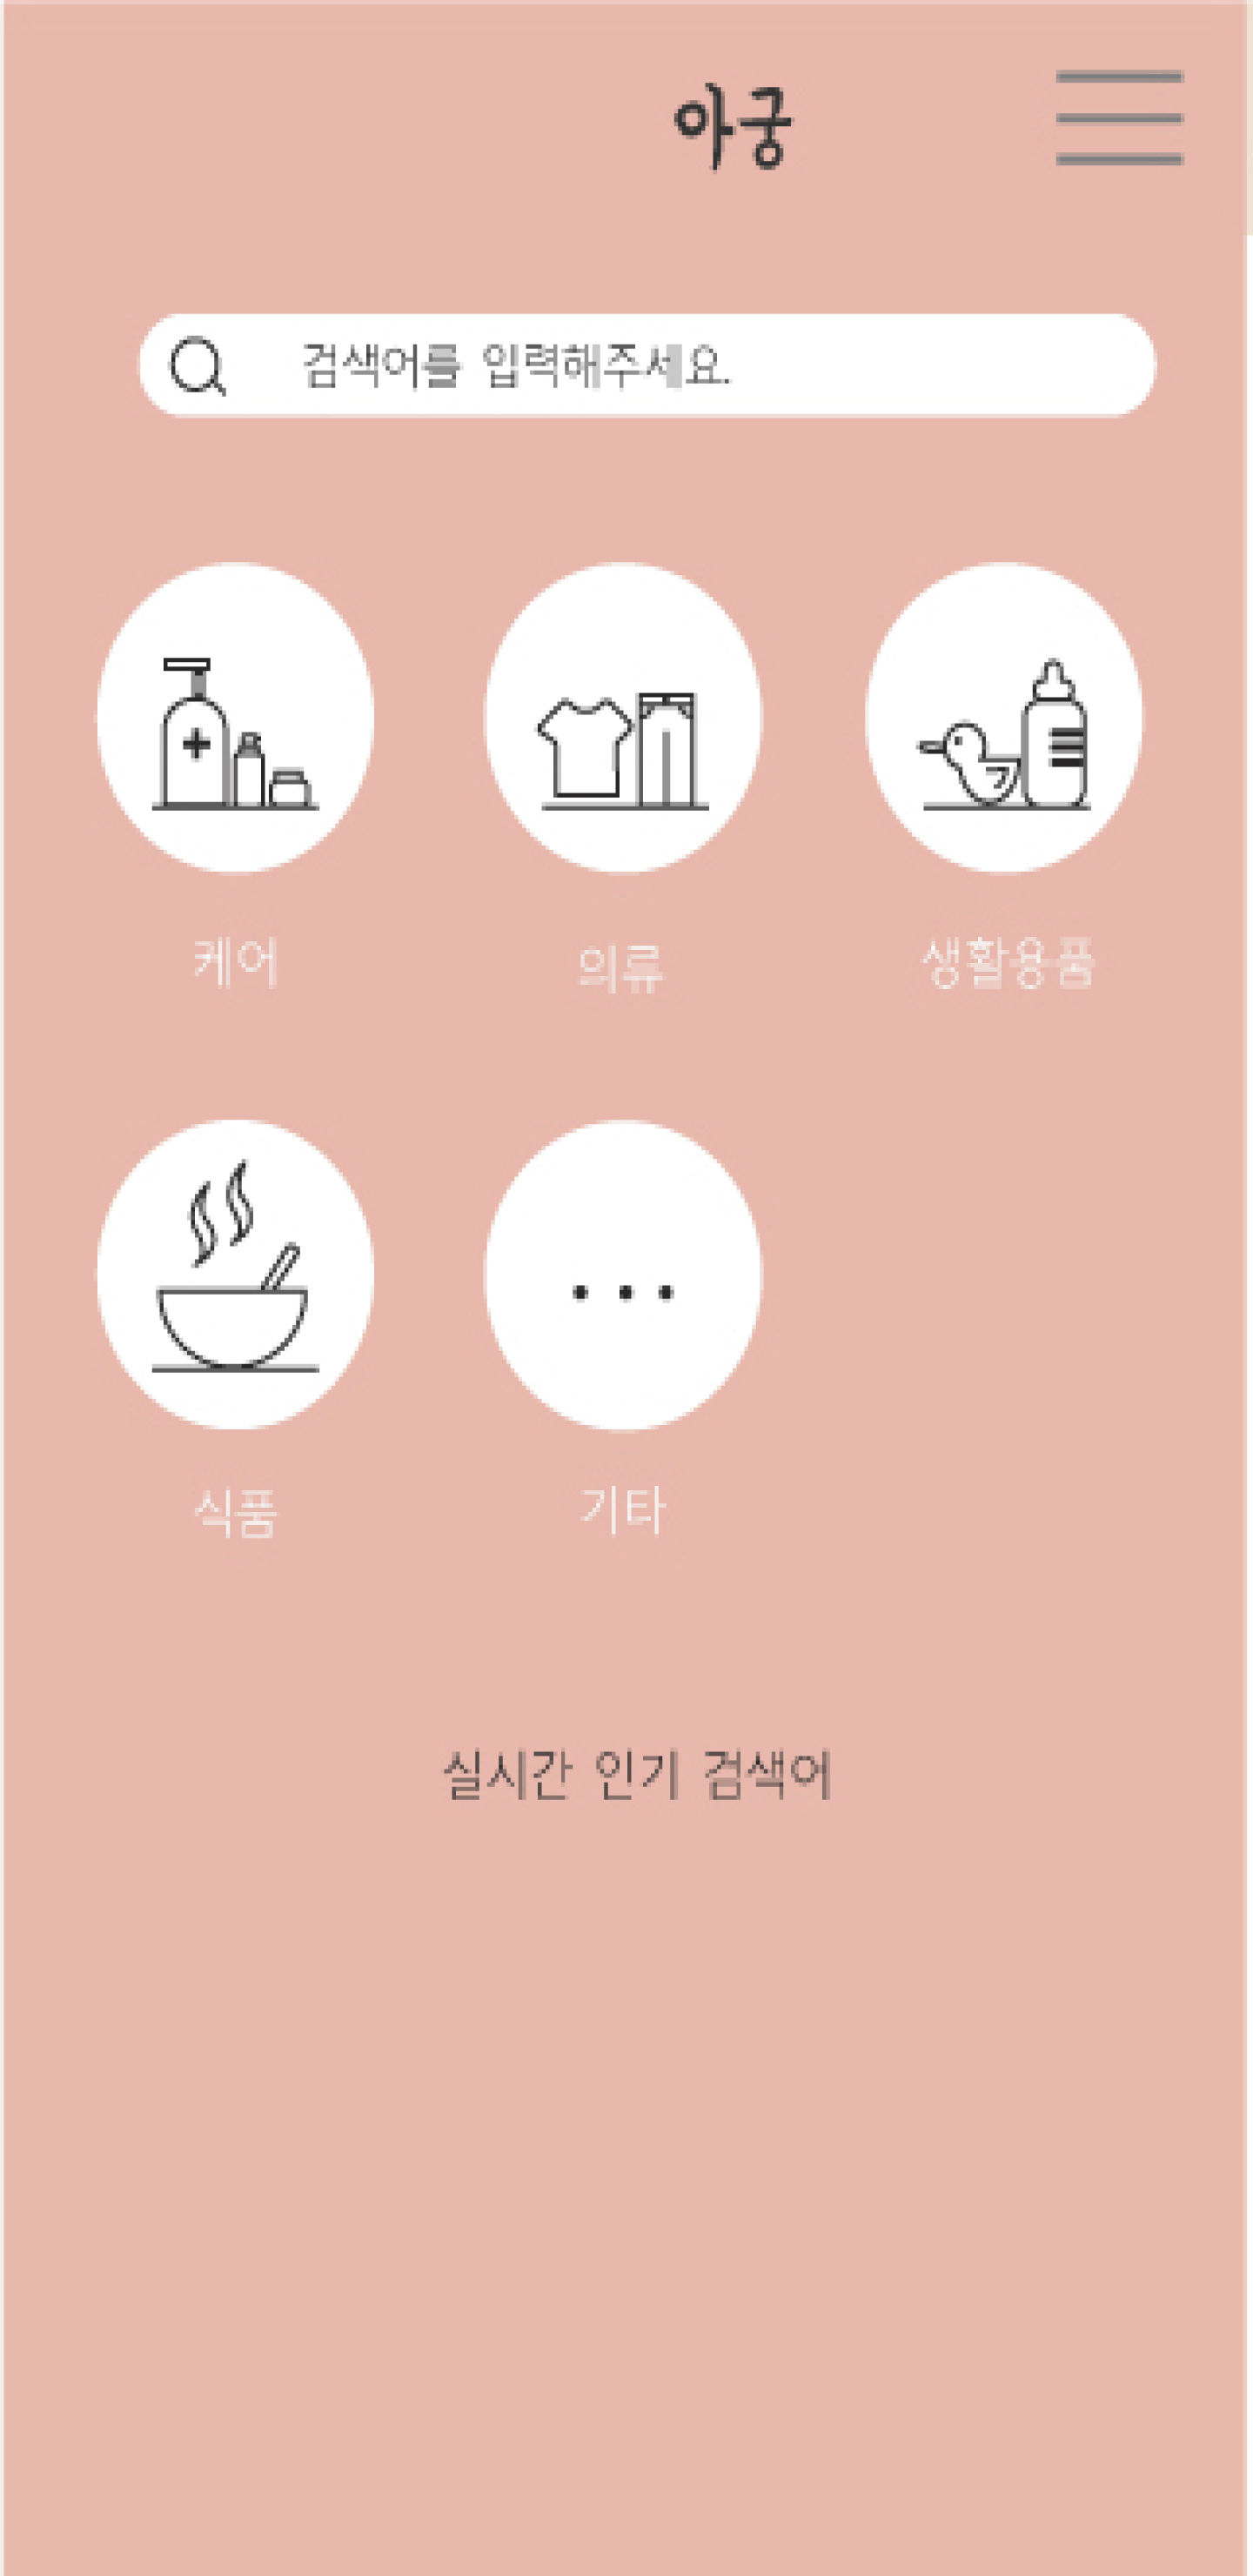 아궁
검색어를 입력해주세요.
케어 의류 생활용품
식품 기타
실시간 인기 검색어